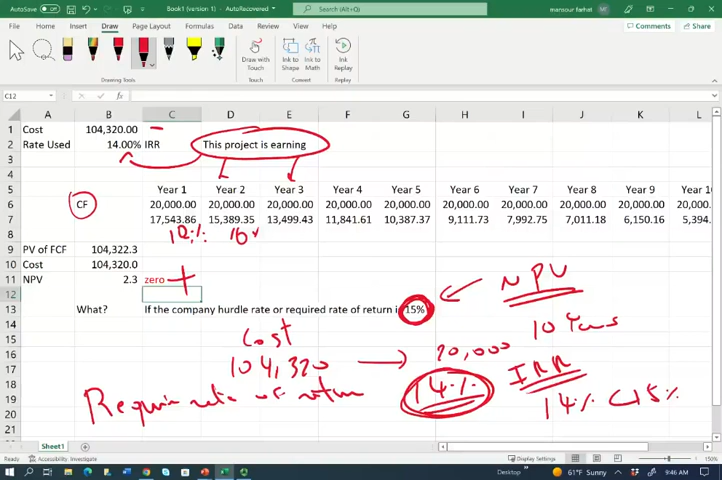 AutoSave Off Book1 (version 1) - AutoRecovered Search (Alt+Q) mansour farhat MF
File Home Insert Draw Page Layout Formulas Data Review View Help Comments Share
Draw with Touch Ink to Shape Ink to Math Ink Replay
Drawing Tools Touch Convert Replay
C12 fx
A B C D E F G H I J K L
1 Cost 104,320.00
2 Rate Used 14.00% IRR This project is earning
3
4
5 Year 1 Year 2 Year 3 Year 4 Year 5 Year 6 Year 7 Year 8 Year 9 Year 10
6 CF 20,000.00 20,000.00 20,000.00 20,000.00 20,000.00 20,000.00 20,000.00 20,000.00 20,000.00 20,000
7 17,543.86 15,389.35 13,499.43 11,841.61 10,387.37 9,111.73 7,992.75 7,011.18 6,150.16 5,394.
8
9 PV of FCF 104,322.3
10 Cost 104,320.0
11 NPV 2.3 zero +
NPV
12
13 What? If the company hurdle rate or required rate of return i 15%
14 Cost
15
16 104,320 20,000
17 IRR
18 14%
19 14% < 15%
20
21
Sheet1
Accessibility: Investigate Display Settings 150%
Desktop 61°F Sunny 9:46 AM